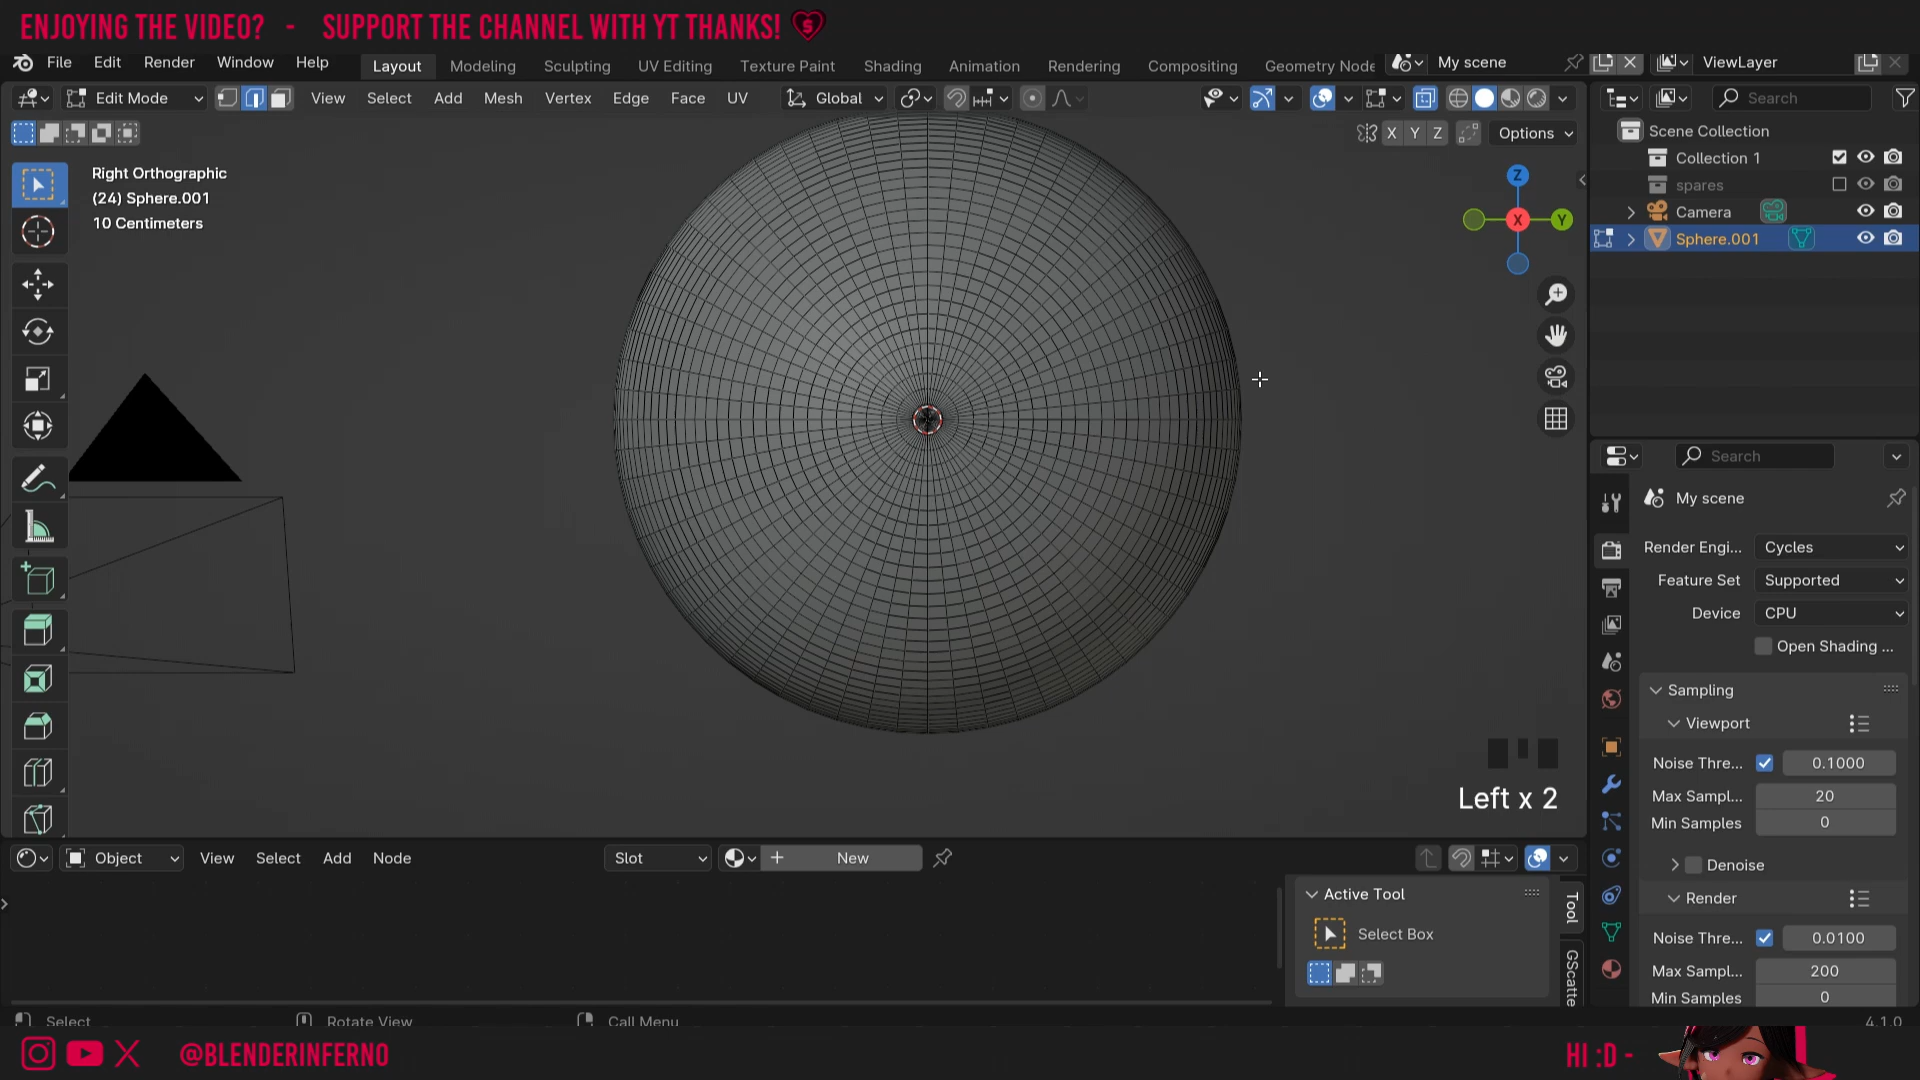 ENJOYING THE VIDEO? - SUPPORT THE CHANNEL WITH YT THANKS!
File Edit Render Window Help Layout Modeling Sculpting UV Editing Texture Paint Shading Animation Rendering Compositing Geometry Node My scene ViewLayer
Edit Mode View Select Add Mesh Vertex Edge Face UV Global Search
X Y Z Options
Scene Collection
Collection 1
spares
Camera
Sphere.001
Right Orthographic
(24) Sphere.001
10 Centimeters
Z
X
Y
Search
My scene
Render Engi... Cycles
Feature Set Supported
Device CPU
Open Shading ...
Sampling
Viewport
Noise Thre... 0.1000
Max Sampl... 20
Min Samples 0
Denoise
Render
Noise Thre... 0.0100
Max Sampl... 200
Min Samples 0
Left x 2
Object View Select Add Node Slot New
Active Tool
Select Box
Tool
GScatte
Select Rotate View Call Menu 4.1.0
@BLENDERINFERNO
HI :D -